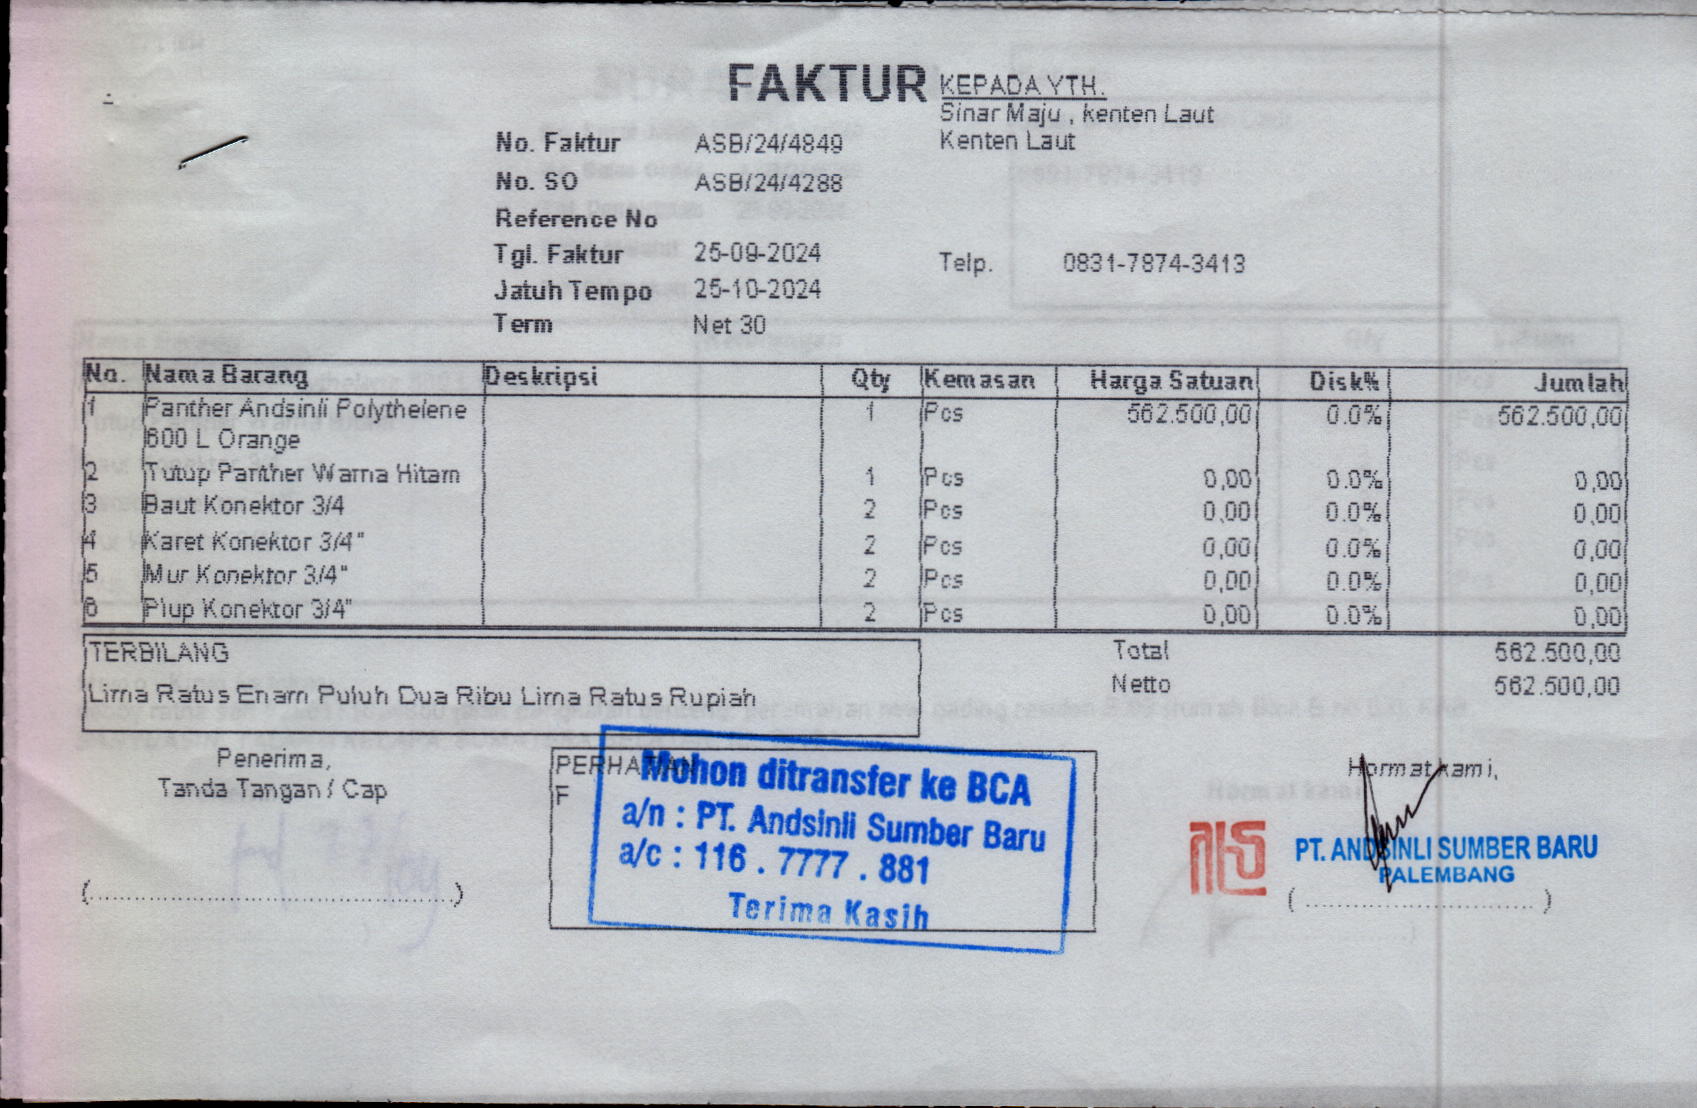 FAKTUR
KEPADA YTH.
Sinar Maju , kenten Laut
Kenten Laut
No. Faktur ASB/24/4849
No. SO ASB/24/4288
Reference No
Tgl. Faktur 25-09-2024
Telp. 0831-7874-3413
Jatuh Tempo 25-10-2024
Term Net 30
No. Nama Barang Deskripsi Qty Kemasan Harga Satuan Disk% Jumlah
1 Panther Andsinli Polythelene 1 Pcs 562.500,00 0.0% 562.500,00
600 L Orange
2 Tutup Panther Warna Hitam 1 Pcs 0,00 0.0% 0,00
3 Baut Konektor 3/4 2 Pcs 0,00 0.0% 0,00
4 Karet Konektor 3/4" 2 Pcs 0,00 0.0% 0,00
5 Mur Konektor 3/4" 2 Pcs 0,00 0.0% 0,00
6 Plup Konektor 3/4" 2 Pcs 0,00 0.0% 0,00
TERBILANG
Lima Ratus Enam Puluh Dua Ribu Lima Ratus Rupiah
Total 562.500,00
Netto 562.500,00
Penerima,
Tanda Tangan / Cap
(....................)
PERHATIAN
F
Mohon ditransfer ke BCA
a/n : PT. Andsinli Sumber Baru
a/c : 116 . 7777 . 881
Terima Kasih
Hormat kami,
PT. ANDSINLI SUMBER BARU
PALEMBANG
(....................)